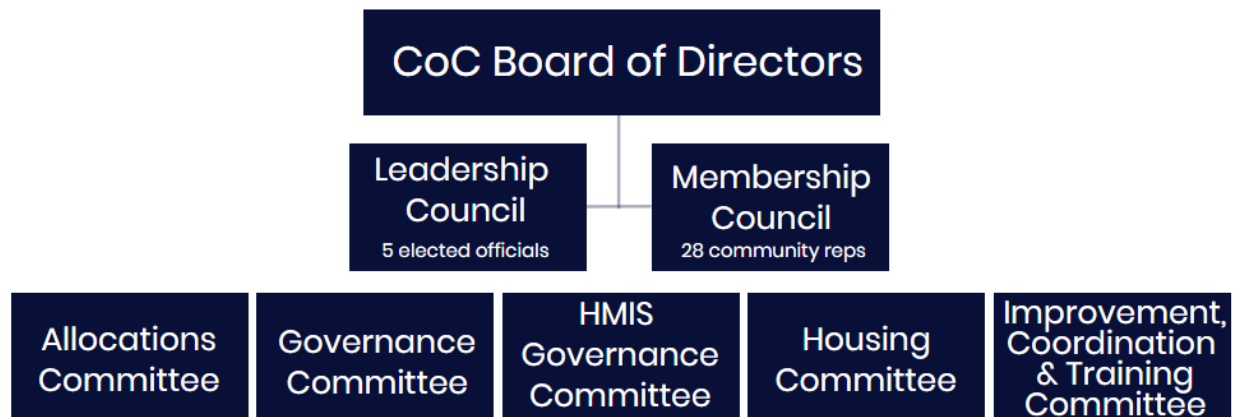 CoC Board of Directors
Leadership
Council
5 elected officials
Membership
Council
28 community reps
Allocations
Committee
Governance
Committee
HMIS
Governance
Committee
Housing
Committee
Improvement,
Coordination
& Training
Committee